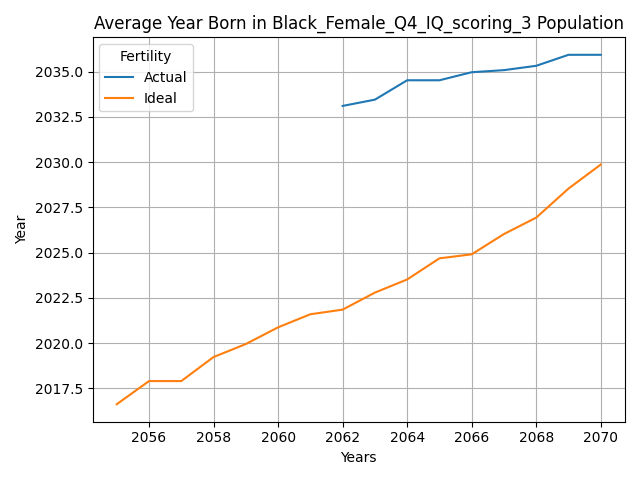 Average Year Born in Black_Female_Q4_IQ_scoring_3 Population
Fertility
Actual
Ideal
2035.0
2032.5
2030.0
2027.5
2025.0
2022.5
2020.0
2017.5
Year
2056 2058 2060 2062 2064 2066 2068 2070
Years